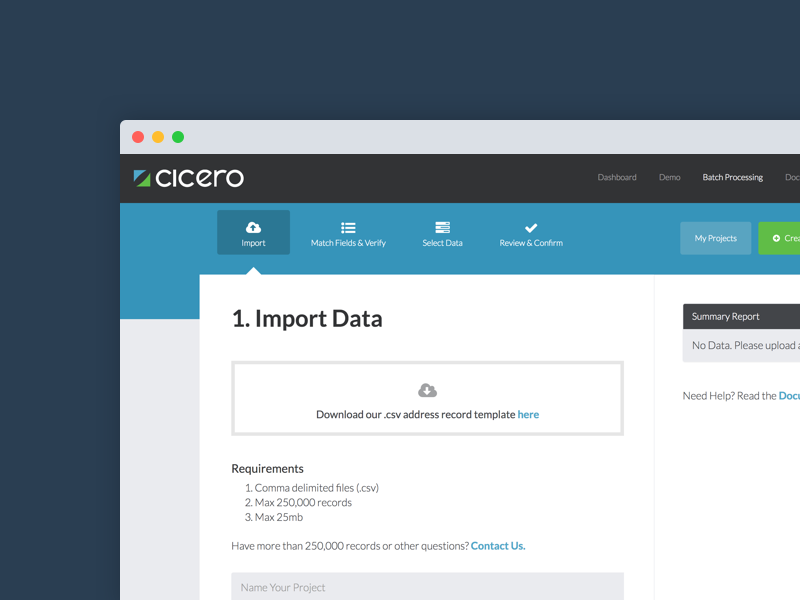 cicero
Dashboard Demo Batch Processing
Import Match Fields & Verify Select Data Review & Confirm My Projects
1. Import Data
Summary Report
No Data. Please upload
Download our .csv address record template here
Need Help? Read the
Requirements
1. Comma delimited files (.csv)
2. Max 250,000 records
3. Max 25mb
Have more than 250,000 records or other questions? Contact Us.
Name Your Project